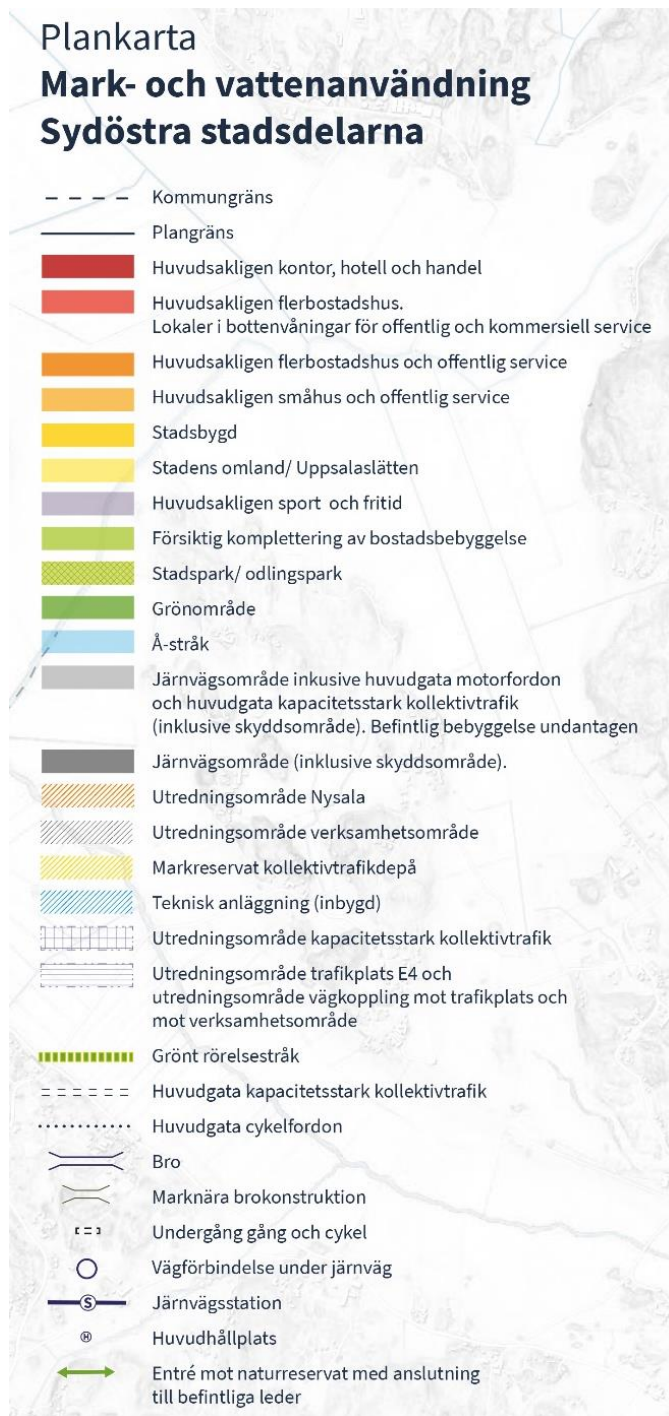 Plankarta
Mark- och vattenanvändning
Sydöstra stadsdelarna
Kommungräns
Plangräns
Huvudsakligen kontor, hotell och handel
Huvudsakligen flerbostadshus.
Lokaler i bottenvåningar för offentlig och kommersiell service
Huvudsakligen flerbostadshus och offentlig service
Huvudsakligen småhus och offentlig service
Stadsbygd
Stadens omland/ Uppsalaslätten
Huvudsakligen sport och fritid
Försiktig komplettering av bostadsbebyggelse
Stadspark/ odlingspark
Grönområde
Å-stråk
Järnvägsområde inkusive huvudgata motorfordon
och huvudgata kapacitetsstark kollektivtrafik
(inklusive skyddsområde). Befintlig bebyggelse undantagen
Järnvägsområde (inklusive skyddsområde).
Utredningsområde Nysala
Utredningsområde verksamhetsområde
Markreservat kollektivtrafikdepå
Teknisk anläggning (inbygd)
Utredningsområde kapacitetsstark kollektivtrafik
Utredningsområde trafikplats E4 och
utredningsområde vägkoppling mot trafikplats och
mot verksamhetsområde
Grönt rörelsestråk
Huvudgata kapacitetsstark kollektivtrafik
Huvudgata cykelfordon
Bro
Marknära brokonstruktion
Undergång gång och cykel
Vägförbindelse under järnväg
S Järnvägsstation
H Huvudhållplats
Entré mot naturreservat med anslutning
till befintliga leder